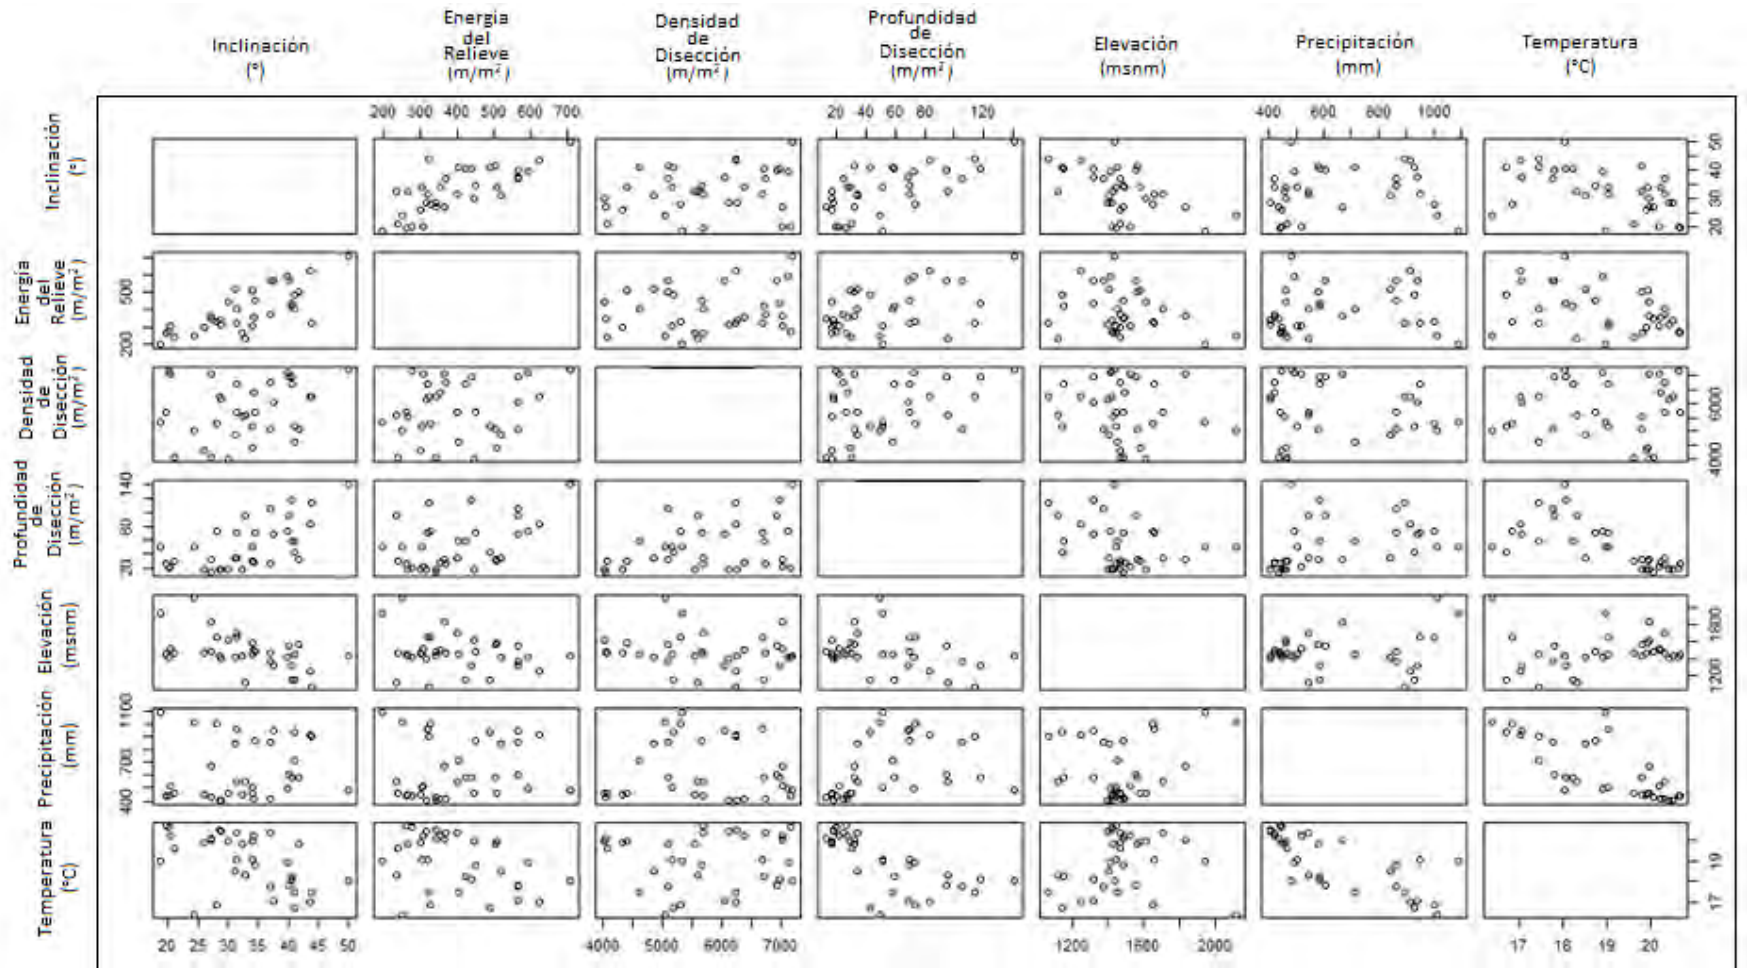 Inclinación
(°)
Energia
del
Relieve
(m/m²)
Densidad
de
Disección
(m/m²)
Profundidad
de
Disección
(m/m²)
Elevación
(msnm)
Precipitación
(mm)
Temperatura
(°C)
200 300 400 500 600 700
20 40 60 80 120
400 600 800 1000
Inclinación
(°)
20 30 40 50
Energía
del
Relieve
(m/m²)
200 500
Densidad
de
Disección
(m/m²)
4000 6000
Profundidad
de
Disección
(m/m²)
20 60 140
Elevación
(msnm)
1200 1800
Precipitación
(mm)
400 700 1100
Temperatura
(°C)
17 19
20 25 30 35 40 45 50
4000 5000 6000 7000
1200 1600 2000
17 18 19 20